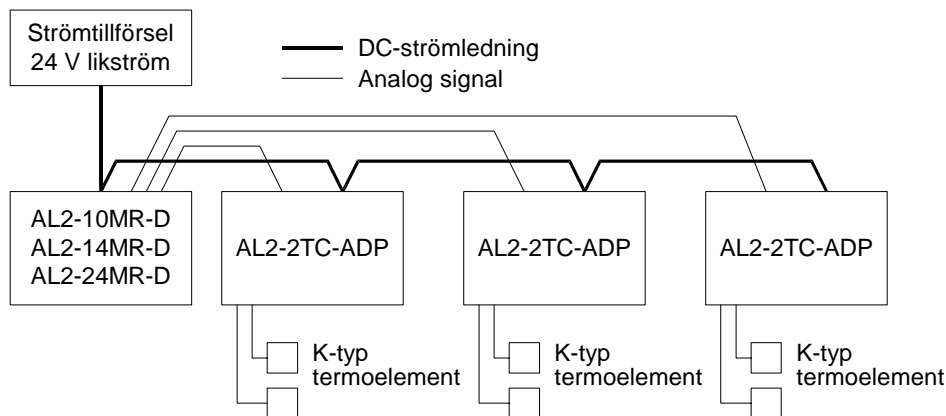 Strömtillförsel
24 V likström
DC-strömledning
Analog signal
AL2-10MR-D
AL2-14MR-D
AL2-24MR-D
AL2-2TC-ADP
AL2-2TC-ADP
AL2-2TC-ADP
K-typ
termoelement
K-typ
termoelement
K-typ
termoelement